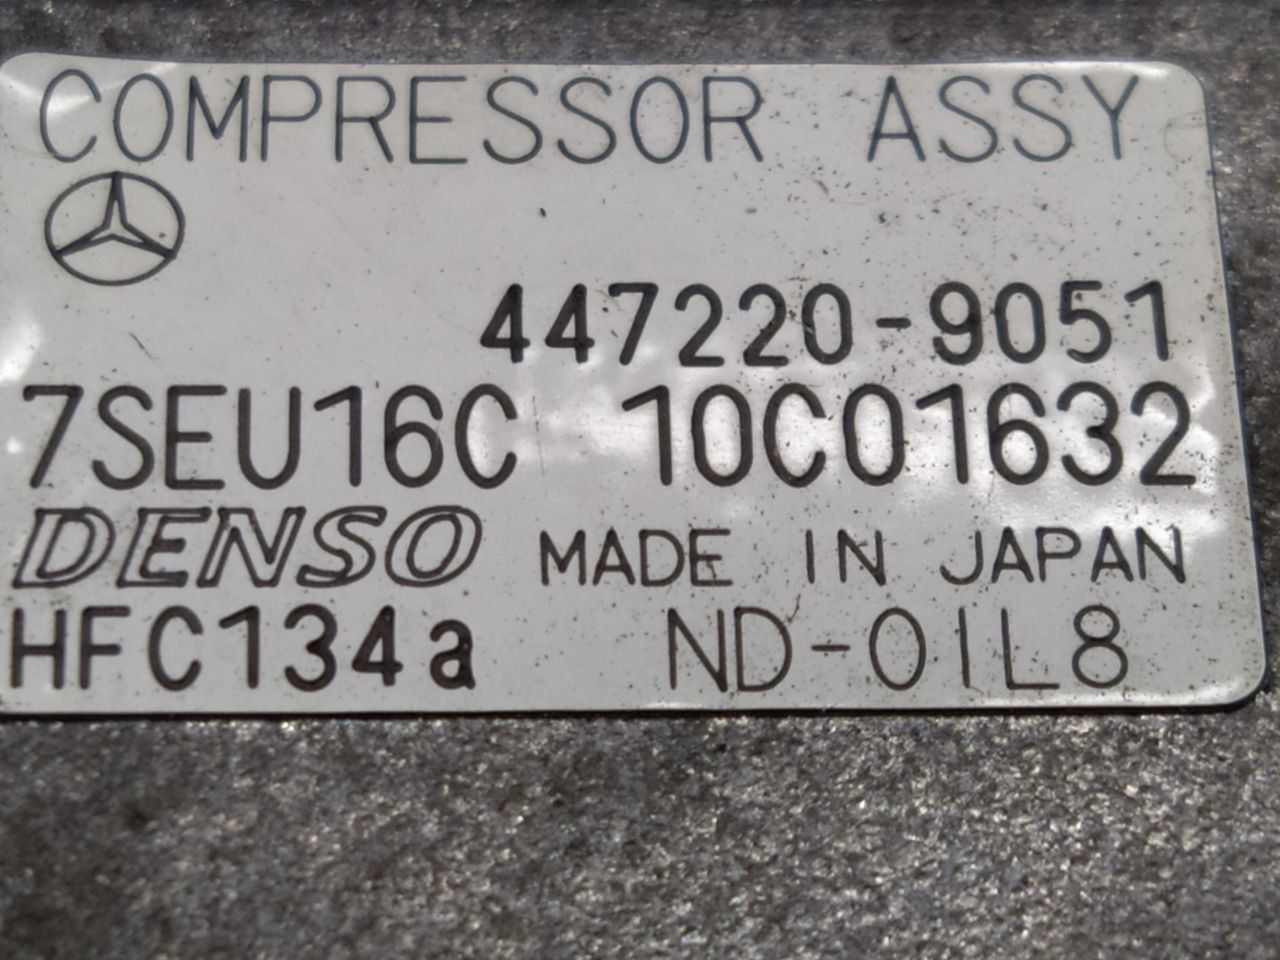 COMPRESSOR ASSY
447220-9051
7SEU16C 10C01632
DENSO MADE IN JAPAN
HFC134a ND-OIL8